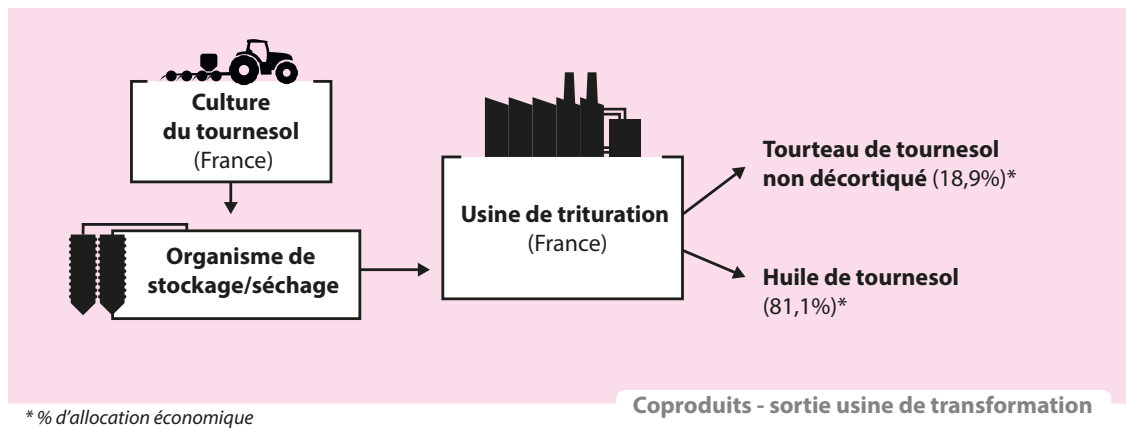 Culture
du tournesol
(France)
Organisme de
stockage/séchage
Usine de trituration
(France)
Tourteau de tournesol
non décortiqué (18,9%)*
Huile de tournesol
(81,1%)*
Coproduits - sortie usine de transformation
* % d’allocation économique